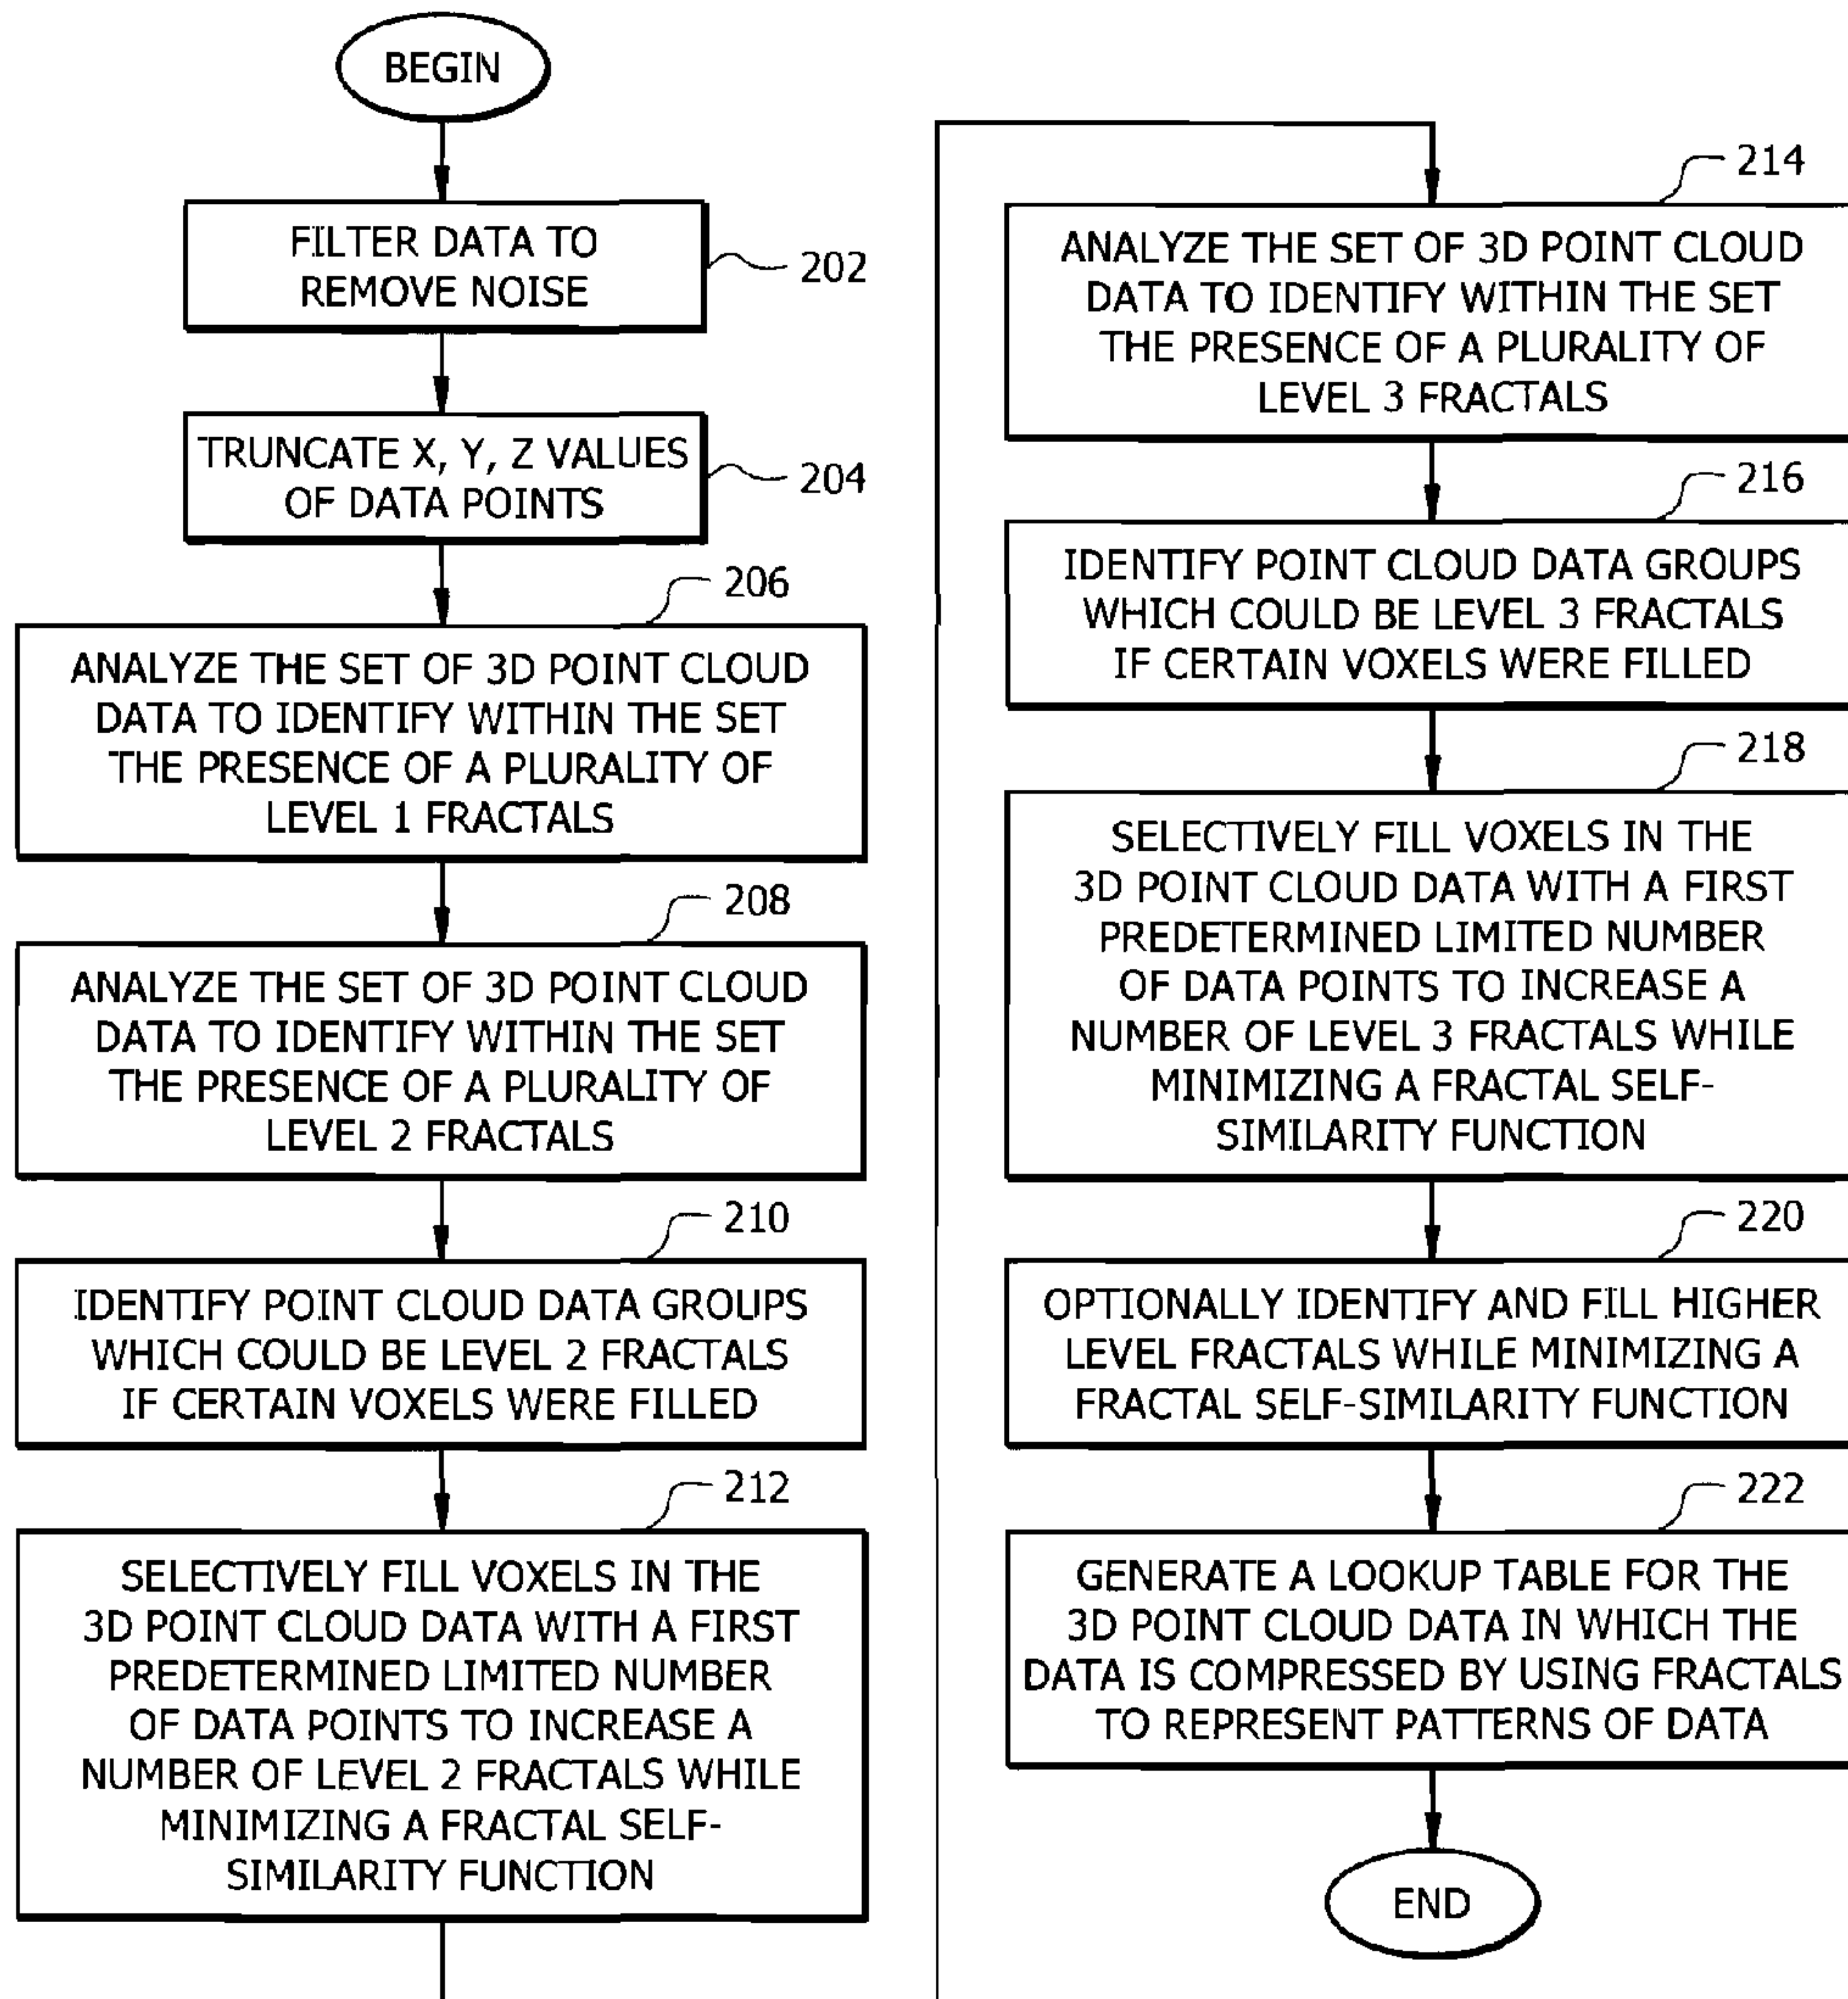 BEGIN
FILTER DATA TO
REMOVE NOISE
202
TRUNCATE X, Y, Z VALUES
OF DATA POINTS
204
206
ANALYZE THE SET OF 3D POINT CLOUD
DATA TO IDENTIFY WITHIN THE SET
THE PRESENCE OF A PLURALITY OF
LEVEL 1 FRACTALS
208
ANALYZE THE SET OF 3D POINT CLOUD
DATA TO IDENTIFY WITHIN THE SET
THE PRESENCE OF A PLURALITY OF
LEVEL 2 FRACTALS
210
IDENTIFY POINT CLOUD DATA GROUPS
WHICH COULD BE LEVEL 2 FRACTALS
IF CERTAIN VOXELS WERE FILLED
212
SELECTIVELY FILL VOXELS IN THE
3D POINT CLOUD DATA WITH A FIRST
PREDETERMINED LIMITED NUMBER
OF DATA POINTS TO INCREASE A
NUMBER OF LEVEL 2 FRACTALS WHILE
MINIMIZING A FRACTAL SELF-
SIMILARITY FUNCTION
214
ANALYZE THE SET OF 3D POINT CLOUD
DATA TO IDENTIFY WITHIN THE SET
THE PRESENCE OF A PLURALITY OF
LEVEL 3 FRACTALS
216
IDENTIFY POINT CLOUD DATA GROUPS
WHICH COULD BE LEVEL 3 FRACTALS
IF CERTAIN VOXELS WERE FILLED
218
SELECTIVELY FILL VOXELS IN THE
3D POINT CLOUD DATA WITH A FIRST
PREDETERMINED LIMITED NUMBER
OF DATA POINTS TO INCREASE A
NUMBER OF LEVEL 3 FRACTALS WHILE
MINIMIZING A FRACTAL SELF-
SIMILARITY FUNCTION
220
OPTIONALLY IDENTIFY AND FILL HIGHER
LEVEL FRACTALS WHILE MINIMIZING A
FRACTAL SELF-SIMILARITY FUNCTION
222
GENERATE A LOOKUP TABLE FOR THE
3D POINT CLOUD DATA IN WHICH THE
DATA IS COMPRESSED BY USING FRACTALS
TO REPRESENT PATTERNS OF DATA
END